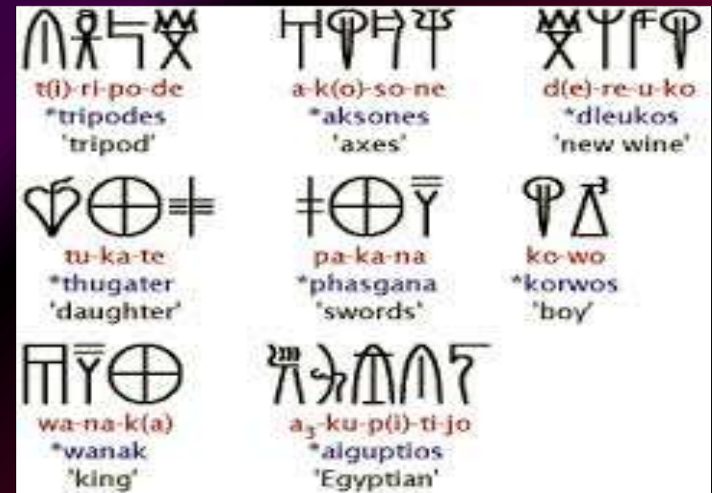 𐀴𐀪𐀡𐀆
t(i)-ri-po-de
*tripodes
'tripod'
𐀀𐀒𐀰𐀚
a-k(o)-so-ne
*aksones
'axes'
𐀆𐀩𐀄𐀒
d(e)-re-u-ko
*dleukos
'new wine'
𐀶𐀏𐀳
tu-ka-te
*thugater
'daughter'
𐀞𐀏𐀙
pa-ka-na
*phasgana
'swords'
𐀒𐀺
ko-wo
*korwos
'boy'
𐀷𐀙𐀏
wa-na-k(a)
*wanak
'king'
𐁁𐀓𐀠𐀴𐀍
a₃-ku-p(i)-ti-jo
*aiguptios
'Egyptian'